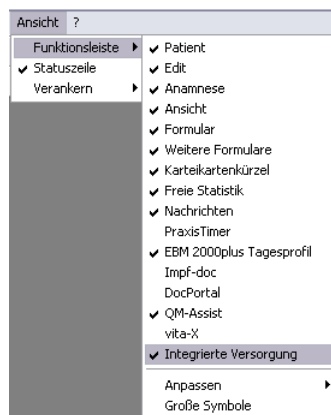 Ansicht ?
Funktionsleiste
Statuszeile
Verankern
Patient
Edit
Anamnese
Ansicht
Formular
Weitere Formulare
Karteikartenkürzel
Freie Statistik
Nachrichten
PraxisTimer
EBM 2000plus Tagesprofil
Impf-doc
DocPortal
QM-Assist
vita-X
Integrierte Versorgung
Anpassen
Große Symbole